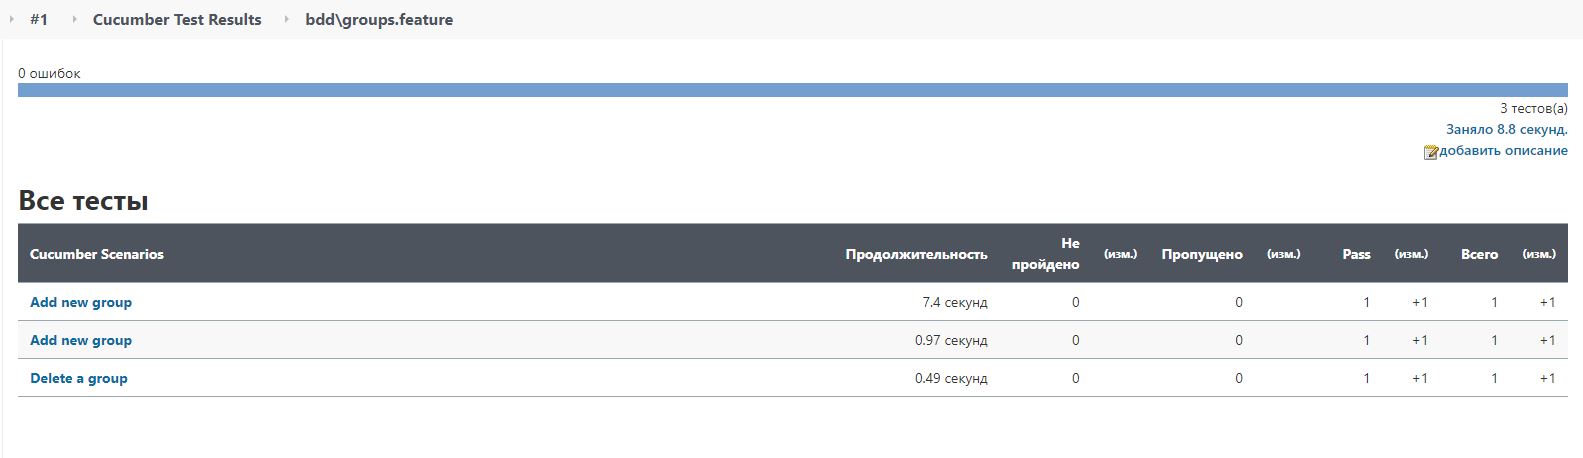 #1 Cucumber Test Results bdd\groups.feature
0 ошибок
3 тестов(а)
Заняло 8.8 секунд.
добавить описание
Все тесты
Cucumber Scenarios Продолжительность Не пройдено (изм.) Пропущено (изм.) Pass (изм.) Всего (изм.)
Add new group 7.4 секунд 0 0 1 +1 1 +1
Add new group 0.97 секунд 0 0 1 +1 1 +1
Delete a group 0.49 секунд 0 0 1 +1 1 +1